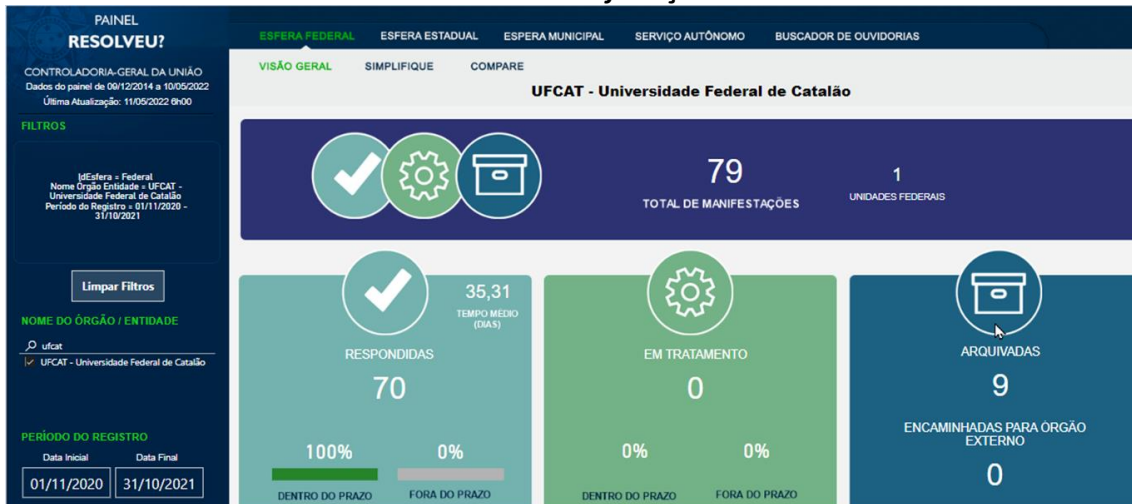 PAINEL
RESOLVEU?
CONTROLADORIA-GERAL DA UNIÃO
Dados do painel de 09/12/2014 a 10/05/2022
Última Atualização: 11/05/2022 6h00
FILTROS
IdEsfera = Federal
Nome Órgão Entidade = UFCAT -
Universidade Federal de Catalão
Período do Registro = 01/11/2020 -
31/10/2021
Limpar Filtros
NOME DO ÓRGÃO / ENTIDADE
ufcat
UFCAT - Universidade Federal de Catalão
PERÍODO DO REGISTRO
Data Inicial Data Final
01/11/2020 31/10/2021
ESFERA FEDERAL ESFERA ESTADUAL ESPERA MUNICIPAL SERVIÇO AUTÔNOMO BUSCADOR DE OUVIDORIAS
VISÃO GERAL SIMPLIFIQUE COMPARE
UFCAT - Universidade Federal de Catalão
79
TOTAL DE MANIFESTAÇÕES
1
UNIDADES FEDERAIS
35,31
TEMPO MÉDIO
(DIAS)
RESPONDIDAS
70
100% 0%
DENTRO DO PRAZO FORA DO PRAZO
EM TRATAMENTO
0
0% 0%
DENTRO DO PRAZO FORA DO PRAZO
ARQUIVADAS
9
ENCAMINHADAS PARA ÓRGÃO
EXTERNO
0